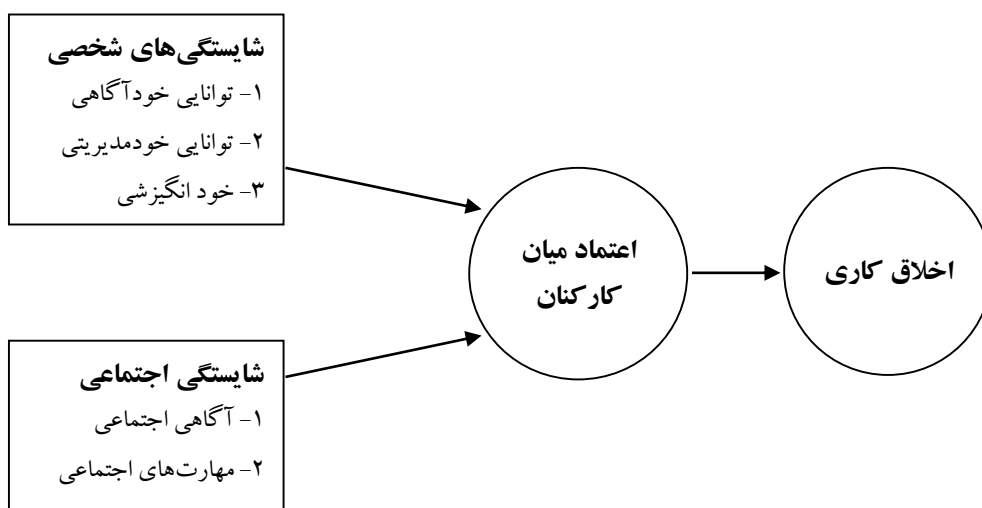 شایستگی‌های شخصی
۱- توانایی خودآگاهی
۲- توانایی خودمدیریتی
۳- خود انگیزشی
اعتماد میان
کارکنان
اخلاق کاری
شایستگی اجتماعی
۱- آگاهی اجتماعی
۲- مهارت‌های اجتماعی